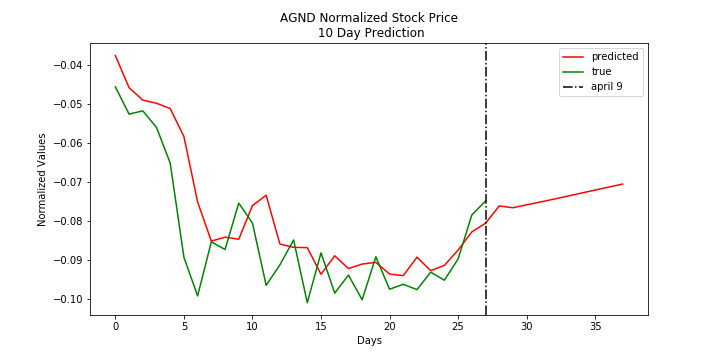 AGND Normalized Stock Price
10 Day Prediction
predicted
true
april 9
Normalized Values
−0.04
−0.05
−0.06
−0.07
−0.08
−0.09
−0.10
0
5
10
15
20
25
30
35
Days